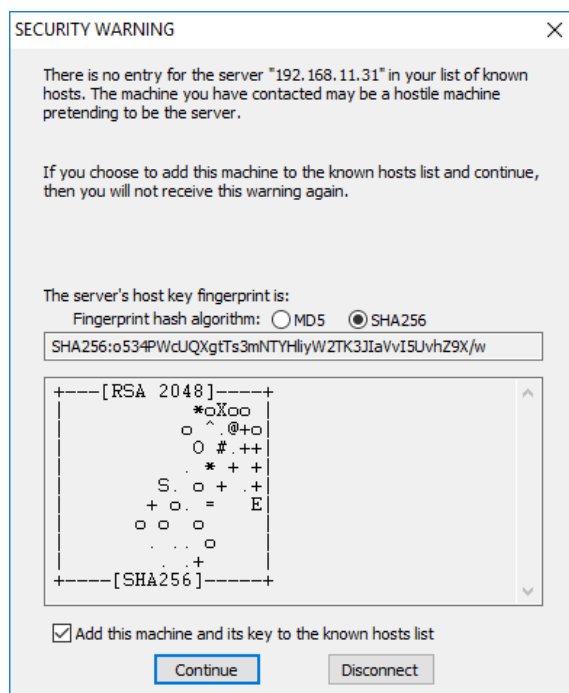 SECURITY WARNING
There is no entry for the server "192.168.11.31" in your list of known
hosts. The machine you have contacted may be a hostile machine
pretending to be the server.
If you choose to add this machine to the known hosts list and continue,
then you will not receive this warning again.
The server's host key fingerprint is:
Fingerprint hash algorithm: MD5 SHA256
SHA256:o534PWcUQXgtTs3mNTYHliyW2TK3JIaVvI5UvhZ9X/w
+---[RSA 2048]----+
|           *oXoo |
|          o ^.@+o|
|           O #.++|
|          . * + +|
|        S. o + .+|
|       + o. =   E|
|      o o  o     |
|       . .. o    |
|        . .+     |
+----[SHA256]-----+
Add this machine and its key to the known hosts list
Continue Disconnect